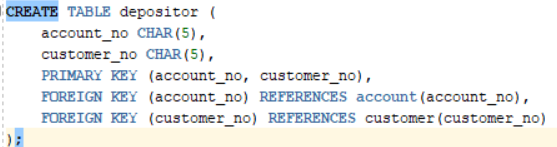 CREATE TABLE depositor (
    account_no CHAR(5),
    customer_no CHAR(5),
    PRIMARY KEY (account_no, customer_no),
    FOREIGN KEY (account_no) REFERENCES account(account_no),
    FOREIGN KEY (customer_no) REFERENCES customer(customer_no)
);